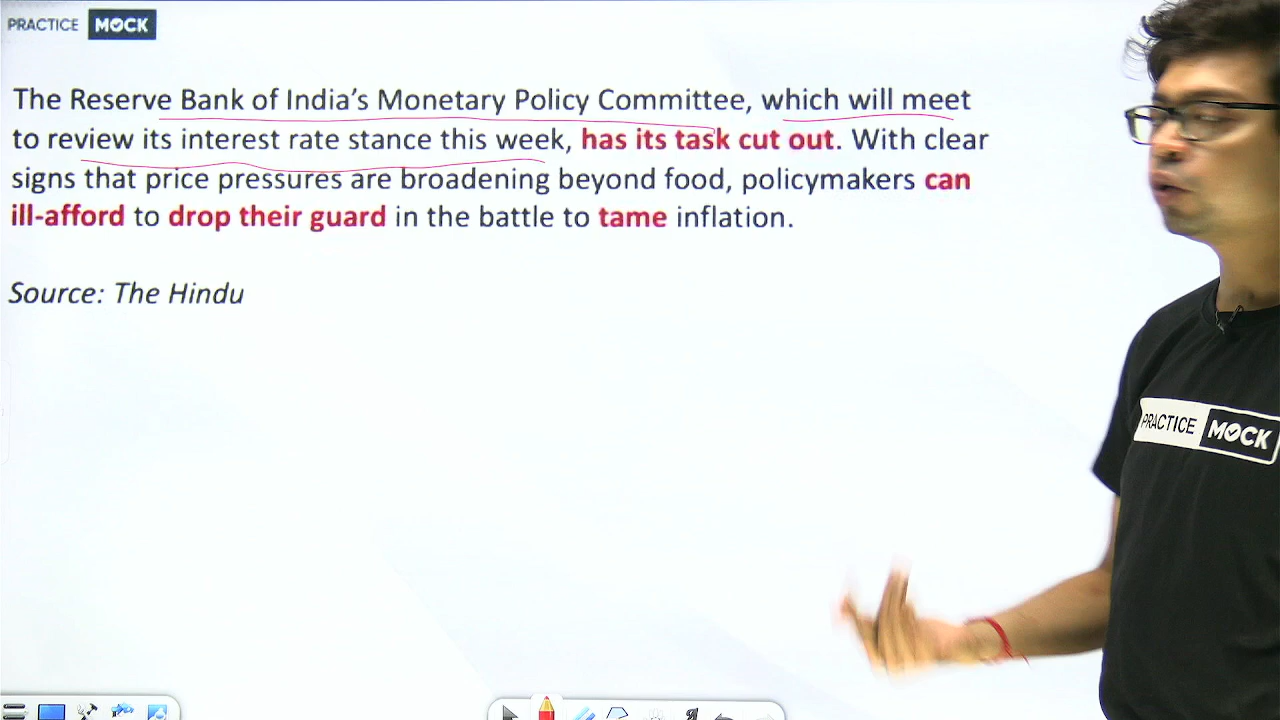 PRACTICE MOCK
The Reserve Bank of India’s Monetary Policy Committee, which will meet
to review its interest rate stance this week, has its task cut out. With clear
signs that price pressures are broadening beyond food, policymakers can
ill-afford to drop their guard in the battle to tame inflation.
Source: The Hindu
PRACTICE MOCK